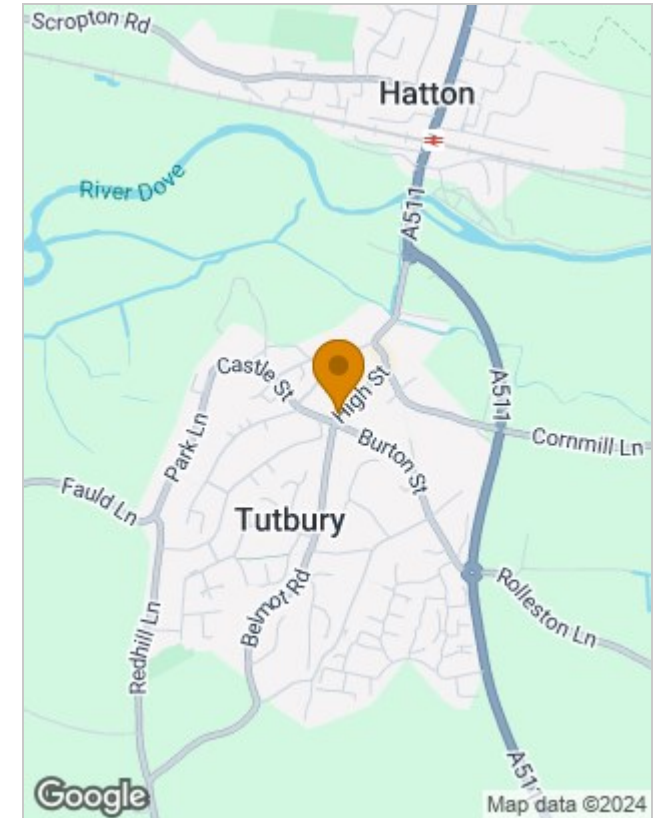 Scropton Rd
Hatton
River Dove
A511
Castle St
High St
A511
Park Ln
Burton St
Cornmill Ln
Fauld Ln
Tutbury
Belmot Rd
Rolleston Ln
Redhill Ln
A511
Google
Map data ©2024